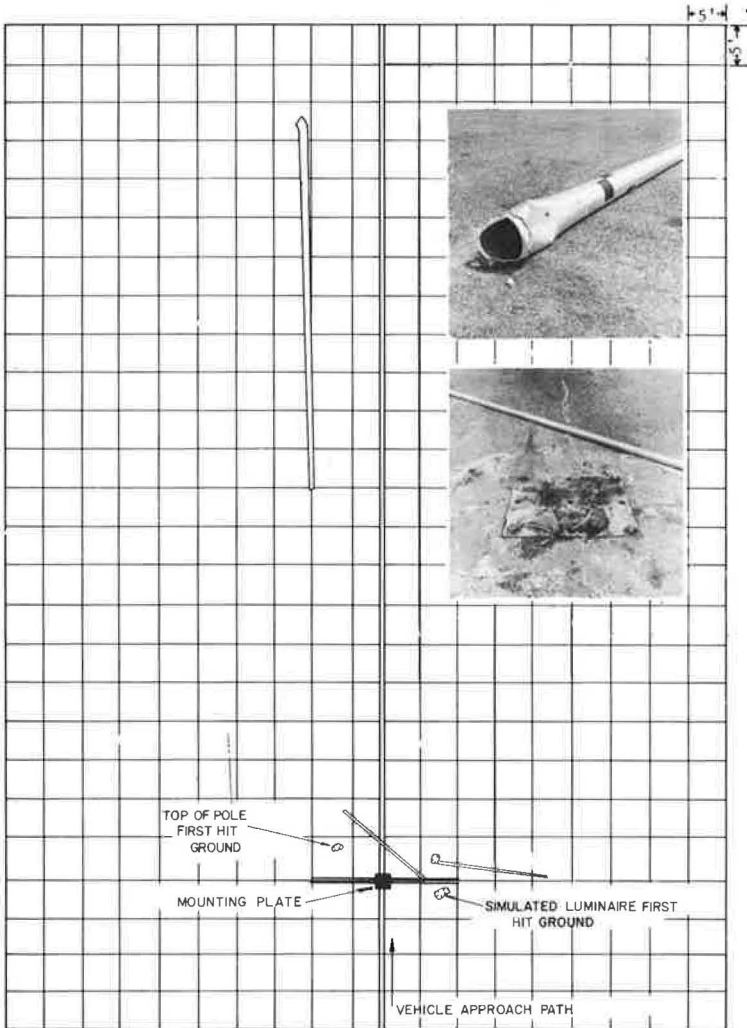 5'
5'
TOP OF POLE
FIRST HIT
GROUND
MOUNTING PLATE
SIMULATED LUMINAIRE FIRST
HIT GROUND
VEHICLE APPROACH PATH